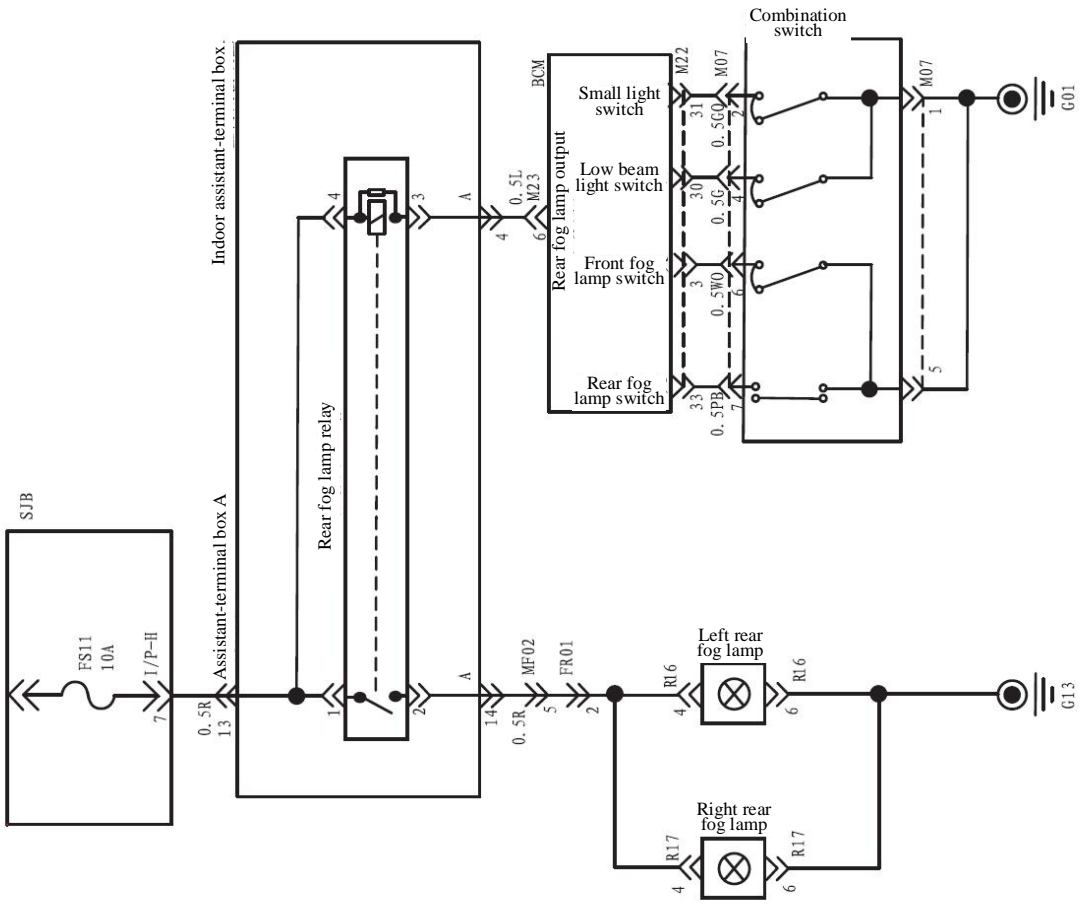 Combination
switch
Indoor assistant-terminal box.
BCM
M22
M07
Small light
switch
31
0.5GO
2
M07
1
G01
Low beam
light switch
30
0.5G
4
4
3
A
4
0.5L
M23
6
Rear fog lamp output
Front fog
lamp switch
3
0.5WO
6
Rear fog
lamp switch
33
0.5PB
7
5
Rear fog lamp relay
SJB
FS11
10A
I/P-H
7
Assistant-terminal box A
0.5R
13
1
2
A
14
0.5R
MF02
5
FR01
2
Left rear
fog lamp
R16
4
R16
6
G13
Right rear
fog lamp
R17
4
R17
6